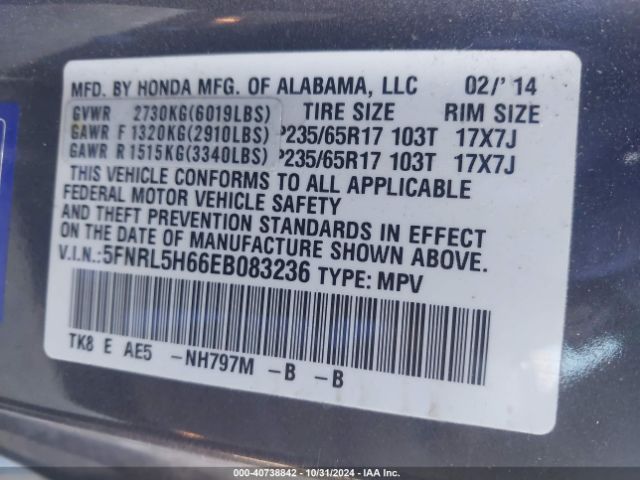 MFD. BY HONDA MFG. OF ALABAMA, LLC 02/' 14
GVWR 2730KG(6019LBS) TIRE SIZE RIM SIZE
GAWR F 1320KG(2910LBS) P235/65R17 103T 17X7J
GAWR R 1515KG(3340LBS) P235/65R17 103T 17X7J
THIS VEHICLE CONFORMS TO ALL APPLICABLE
FEDERAL MOTOR VEHICLE SAFETY
AND THEFT PREVENTION STANDARDS IN EFFECT
ON THE DATE OF MANUFACTURE SHOWN ABOVE.
V.I.N.:5FNRL5H66EB083236 TYPE: MPV
TK8 E AE5 -NH797M -B -B
000-40738842 - 10/31/2024 - IAA Inc.